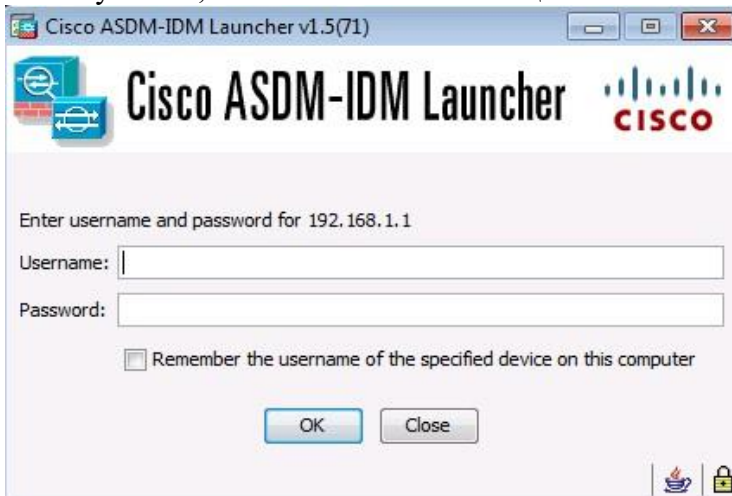 Cisco ASDM-IDM Launcher v1.5(71)
Cisco ASDM-IDM Launcher
CISCO
Enter username and password for 192.168.1.1
Username:
Password:
Remember the username of the specified device on this computer
OK Close